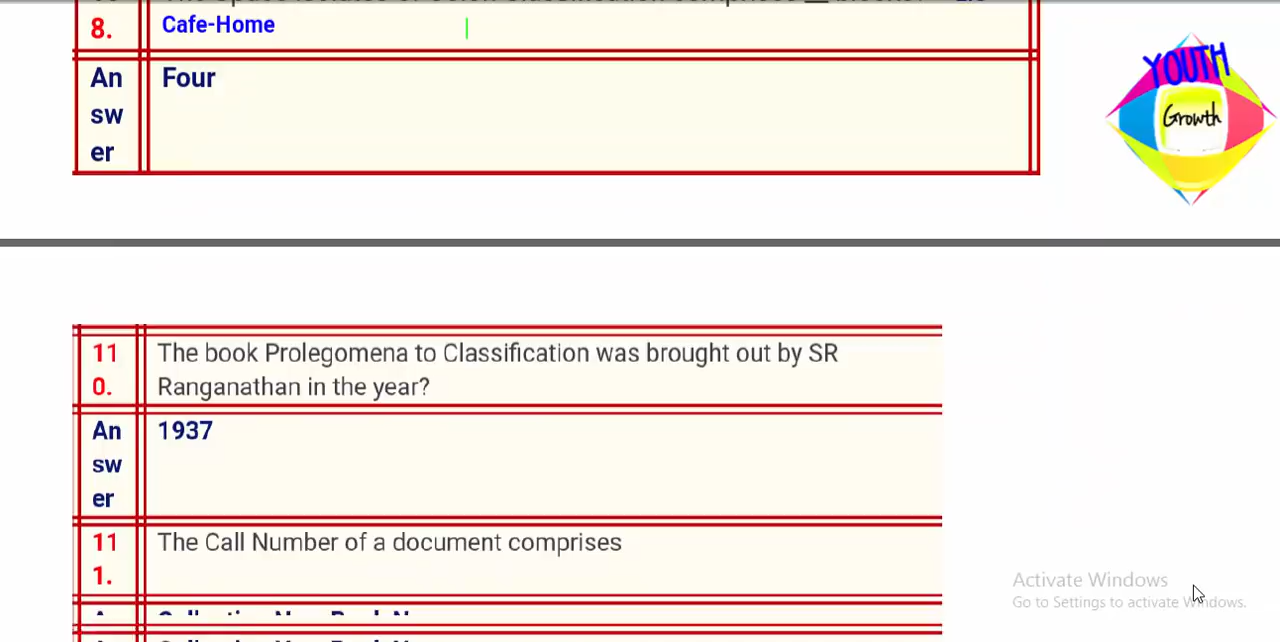 8.
Cafe-Home
An
sw
er
Four
YOUTH
Growth
11
0.
The book Prolegomena to Classification was brought out by SR
Ranganathan in the year?
An
sw
er
1937
11
1.
The Call Number of a document comprises
Activate Windows
Go to Settings to activate Windows.